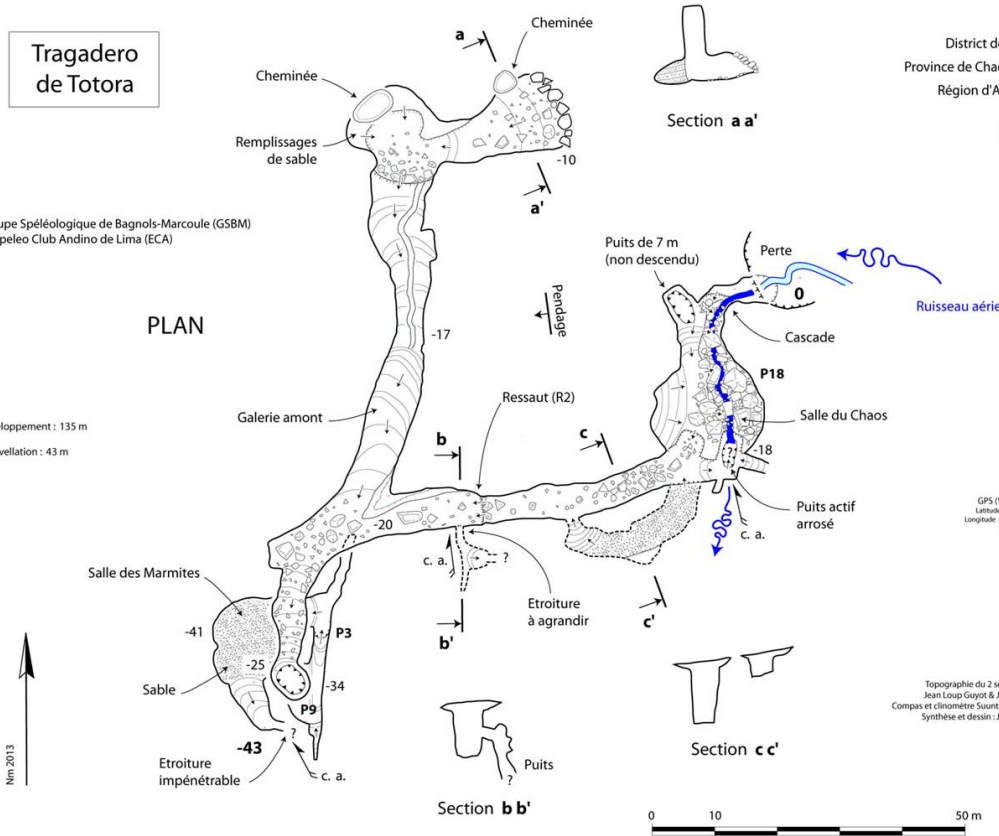 Tragadero
de Totora
Cheminée
a
Cheminée
Section a a'
District de
Province de Chac
Région d'A
Remplissages
de sable
-10
a'
upe Spéléologique de Bagnols-Marcoule (GSBM)
peleo Club Andino de Lima (ECA)
Puits de 7 m
(non descendu)
Perte
0
Ruisseau aérie
PLAN
Pendage
-17
Cascade
P18
Ressaut (R2)
Galerie amont
Salle du Chaos
loppement : 135 m
vellation : 43 m
b
c
?
-18
-20
Puits actif
arrosé
GPS (
Latitude
Longitude :
c. a.
?
c. a.
Salle des Marmites
Etroiture
à agrandir
b'
c'
-41
P3
-25
-34
Sable
P9
Topographie du 2 se
Jean Loup Guyot & J
Compas et clinomètre Suunt
Synthèse et dessin : J
-43
?
Etroiture
impénétrable
c. a.
Puits
?
Section b b'
Section c c'
Nm 2013
0 10 50 m